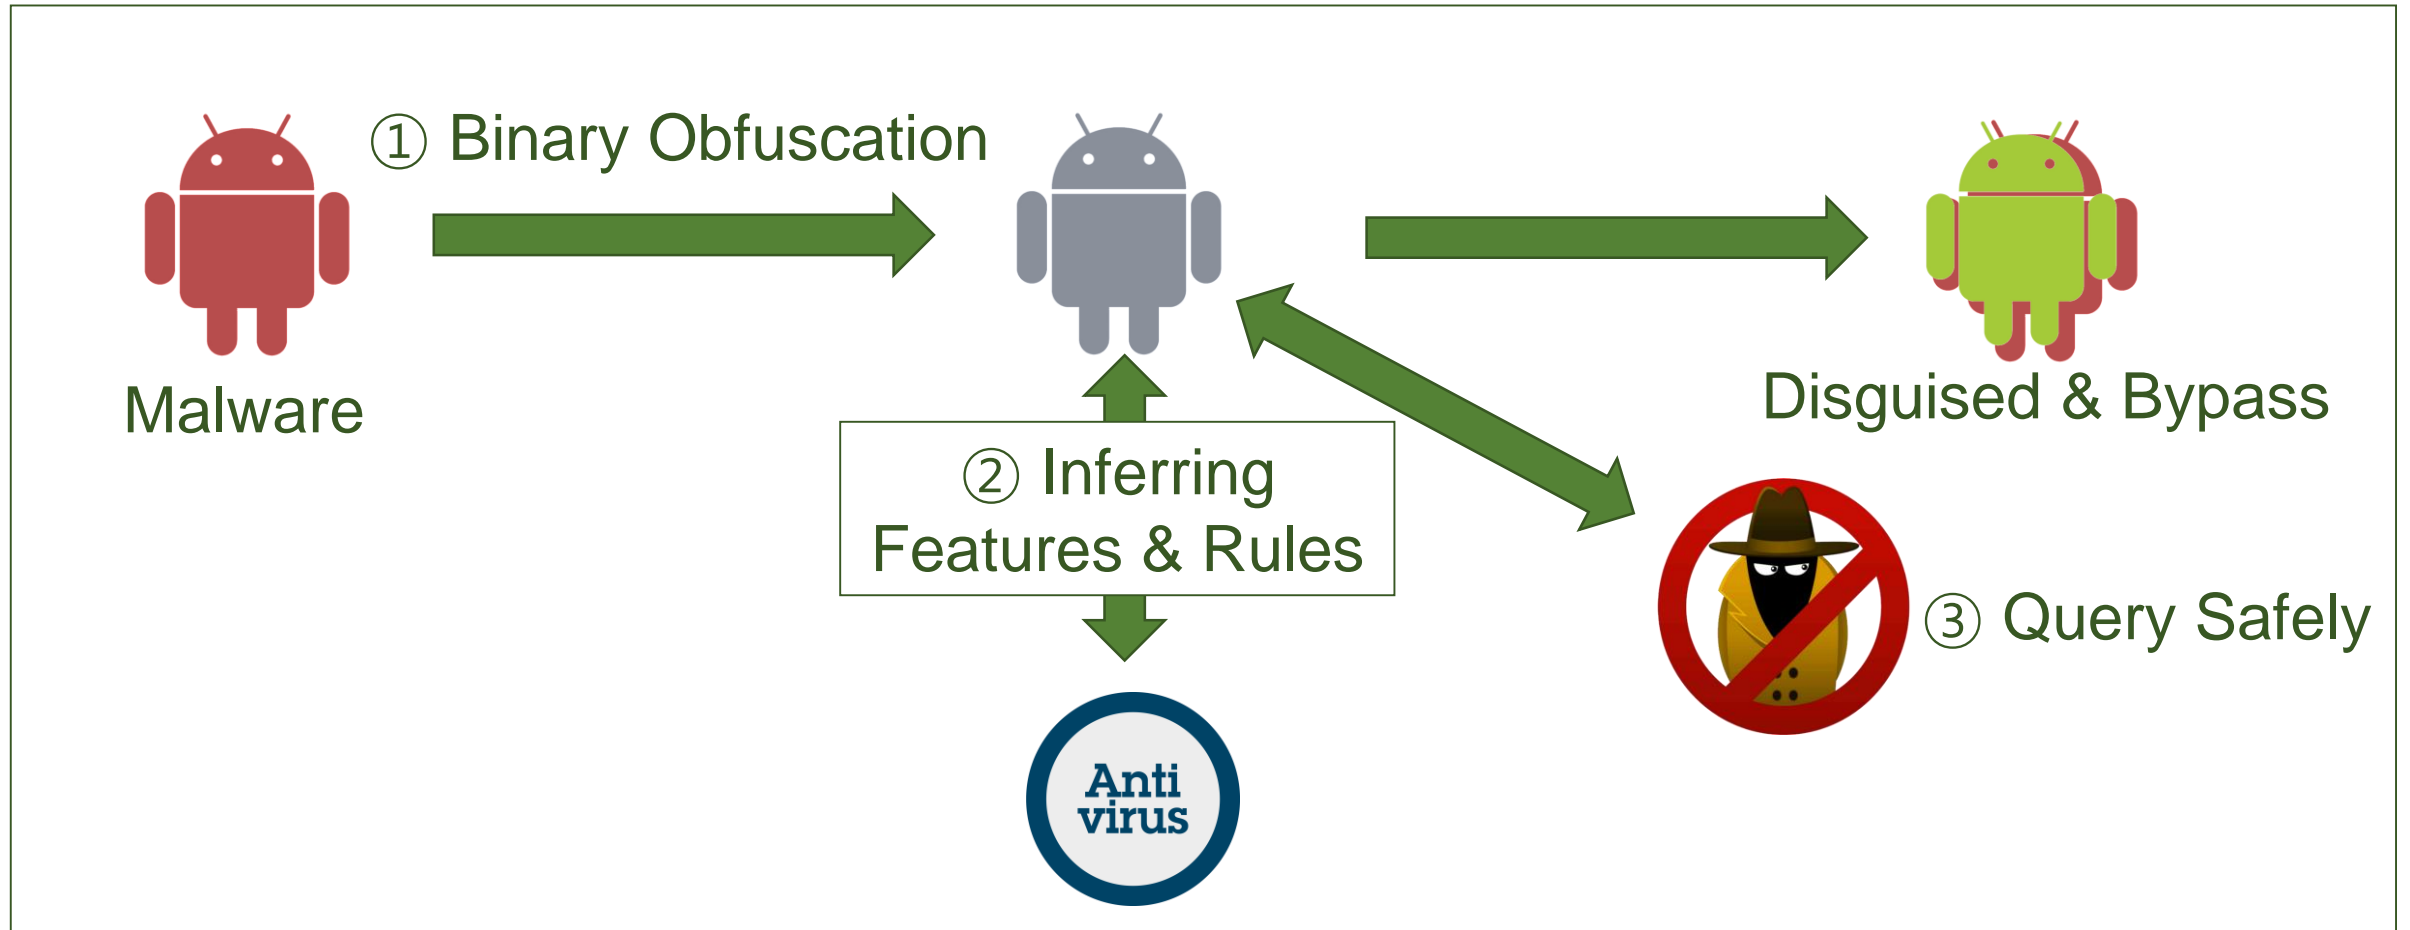 ① Binary Obfuscation
Malware
Disguised & Bypass
② Inferring
Features & Rules
③ Query Safely
Anti
virus